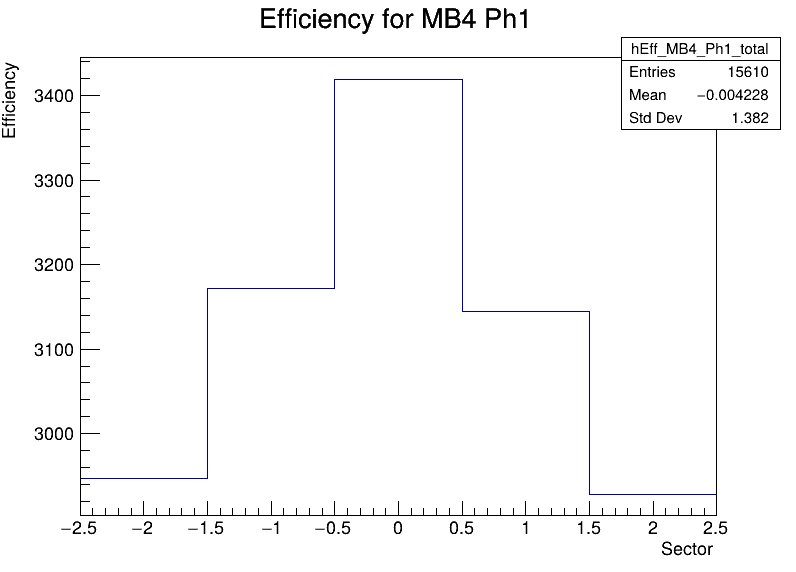 Efficiency for MB4 Ph1
hEff_MB4_Ph1_total
Entries 15610
Mean −0.004228
Std Dev 1.382
Efficiency
3400
3300
3200
3100
3000
−2.5 −2 −1.5 −1 −0.5 0 0.5 1 1.5 2 2.5
Sector